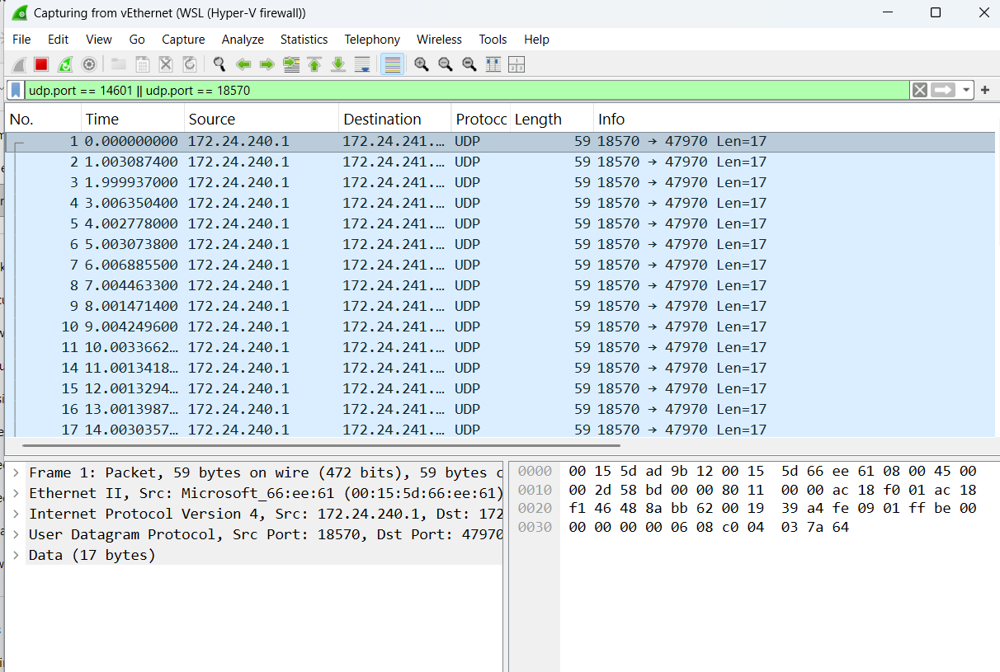 Capturing from vEthernet (WSL (Hyper-V firewall))
File Edit View Go Capture Analyze Statistics Telephony Wireless Tools Help
udp.port == 14601 || udp.port == 18570
No. Time Source Destination Protocc Length Info
1 0.000000000 172.24.240.1 172.24.241.… UDP 59 18570 → 47970 Len=17
2 1.003087400 172.24.240.1 172.24.241.… UDP 59 18570 → 47970 Len=17
3 1.999937000 172.24.240.1 172.24.241.… UDP 59 18570 → 47970 Len=17
4 3.006350400 172.24.240.1 172.24.241.… UDP 59 18570 → 47970 Len=17
5 4.002778000 172.24.240.1 172.24.241.… UDP 59 18570 → 47970 Len=17
6 5.003073800 172.24.240.1 172.24.241.… UDP 59 18570 → 47970 Len=17
7 6.006885500 172.24.240.1 172.24.241.… UDP 59 18570 → 47970 Len=17
8 7.004463300 172.24.240.1 172.24.241.… UDP 59 18570 → 47970 Len=17
9 8.001471400 172.24.240.1 172.24.241.… UDP 59 18570 → 47970 Len=17
10 9.004249600 172.24.240.1 172.24.241.… UDP 59 18570 → 47970 Len=17
11 10.0033662… 172.24.240.1 172.24.241.… UDP 59 18570 → 47970 Len=17
14 11.0013418… 172.24.240.1 172.24.241.… UDP 59 18570 → 47970 Len=17
15 12.0013294… 172.24.240.1 172.24.241.… UDP 59 18570 → 47970 Len=17
16 13.0013987… 172.24.240.1 172.24.241.… UDP 59 18570 → 47970 Len=17
17 14.0030357… 172.24.240.1 172.24.241.… UDP 59 18570 → 47970 Len=17
Frame 1: Packet, 59 bytes on wire (472 bits), 59 bytes c
Ethernet II, Src: Microsoft_66:ee:61 (00:15:5d:66:ee:61)
Internet Protocol Version 4, Src: 172.24.240.1, Dst: 172
User Datagram Protocol, Src Port: 18570, Dst Port: 47970
Data (17 bytes)
0000 00 15 5d ad 9b 12 00 15 5d 66 ee 61 08 00 45 00
0010 00 2d 58 bd 00 00 80 11 00 00 ac 18 f0 01 ac 18
0020 f1 46 48 8a bb 62 00 19 39 a4 fe 09 01 ff be 00
0030 00 00 00 00 06 08 c0 04 03 7a 64